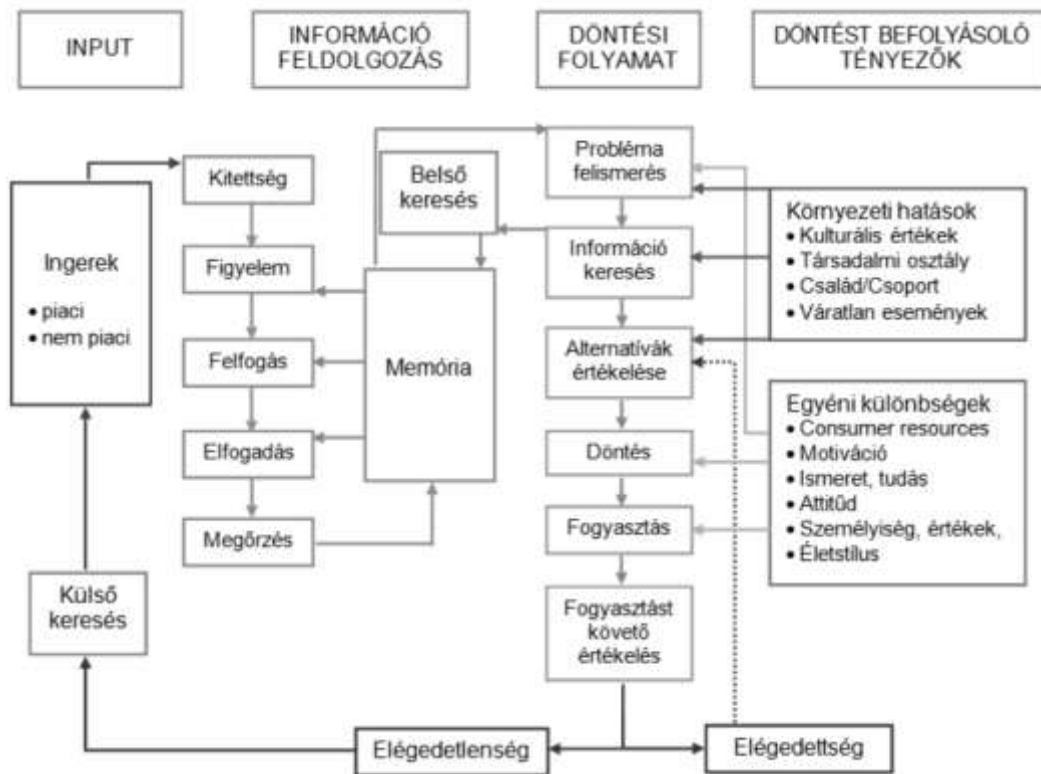 INPUT
INFORMÁCIÓ
FELDOLGOZÁS
DÖNTÉSI
FOLYAMAT
DÖNTÉST BEFOLYÁSOLÓ
TÉNYEZŐK
Ingerek
• piaci
• nem piaci
Külső
keresés
Kitettség
Figyelem
Felfogás
Elfogadás
Megőrzés
Belső
keresés
Memória
Probléma
felismerés
Információ
keresés
Alternatívák
értékelése
Döntés
Fogyasztás
Fogyasztást
követő
értékelés
Környezeti hatások
• Kulturális értékek
• Társadalmi osztály
• Család/Csoport
• Váratlan események
Egyéni különbségek
• Consumer resources
• Motiváció
• Ismeret, tudás
• Attitűd
• Személyiség, értékek,
• Életstílus
Elégedetlenség
Elégedettség